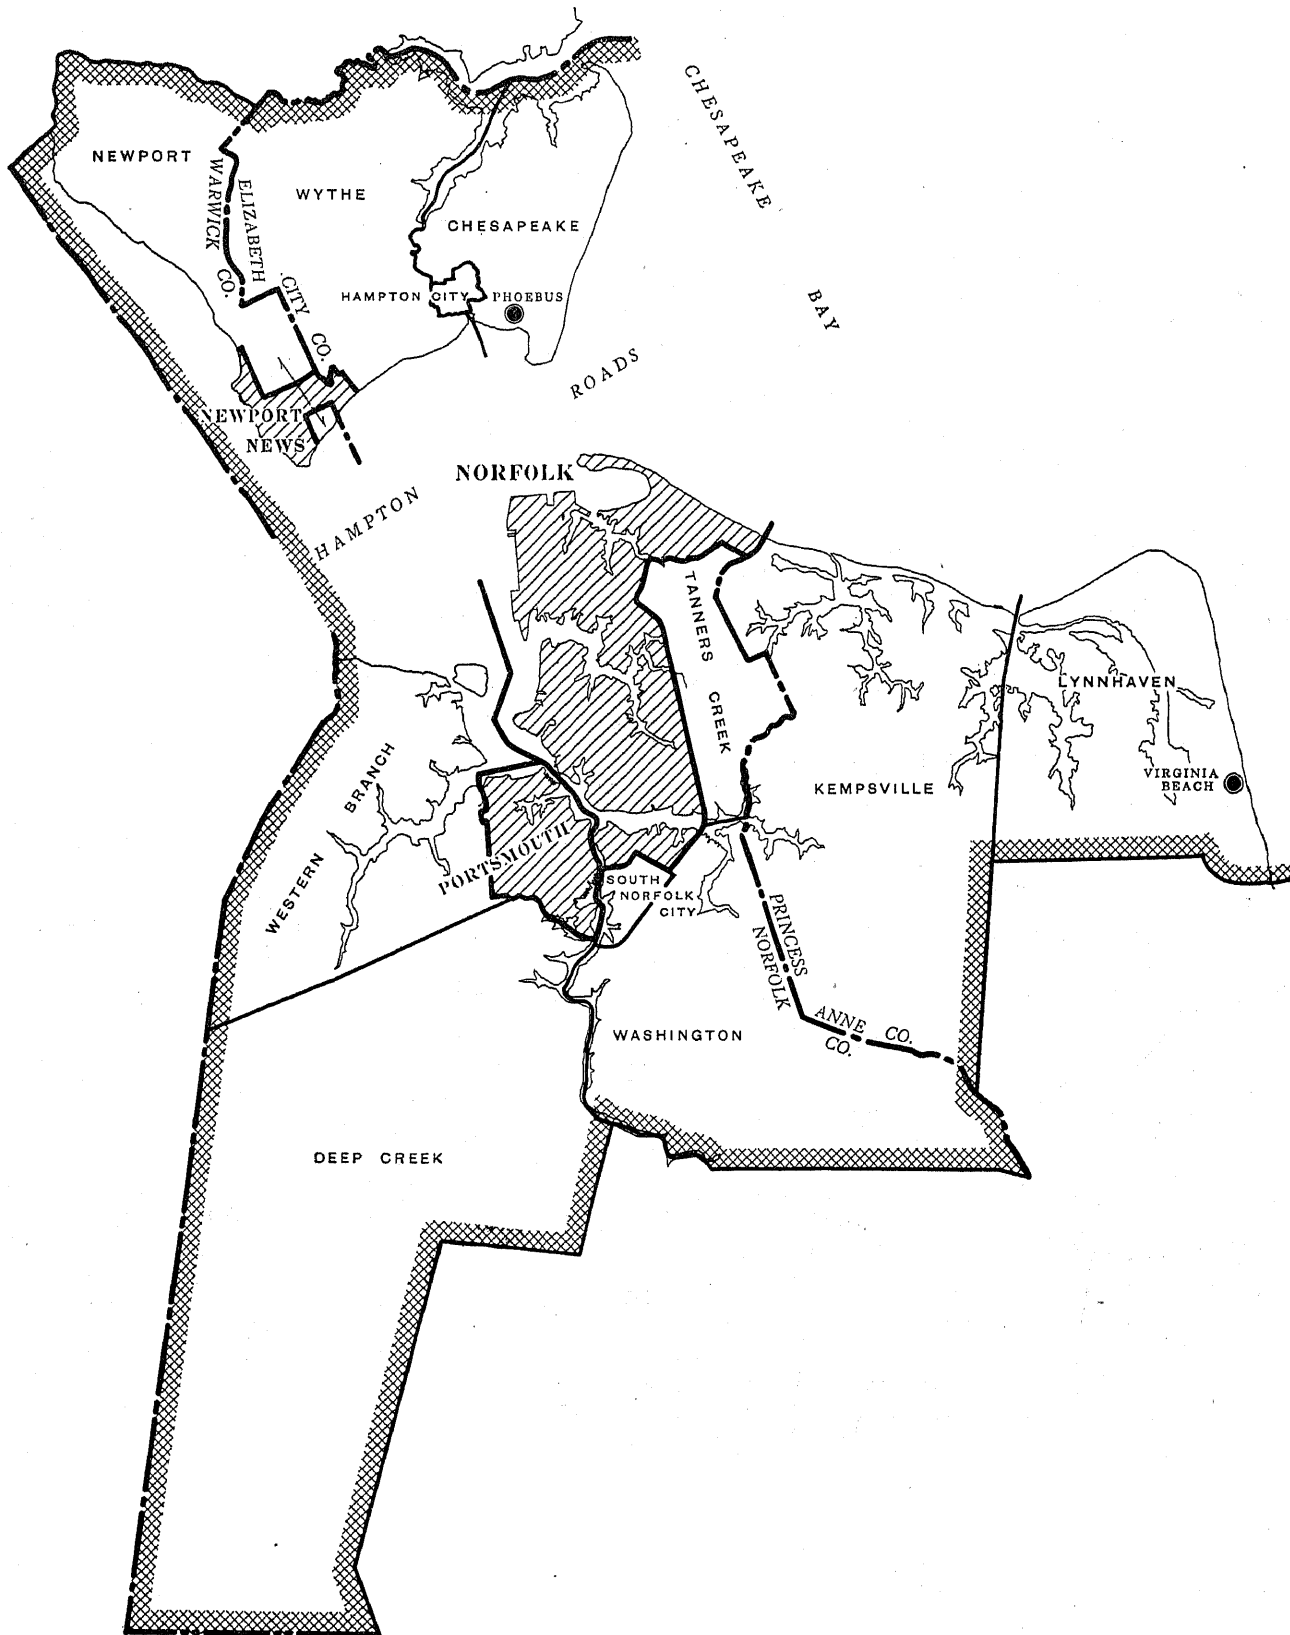 CHESAPEAKE
BAY
NEWPORT
WARWICK CO.
ELIZABETH CITY CO.
WYTHE
CHESAPEAKE
HAMPTON CITY
PHOEBUS
HAMPTON ROADS
NEWPORT
NEWS
NORFOLK
TANNERS CREEK
LYNNHAVEN
VIRGINIA
BEACH
KEMPSVILLE
WESTERN BRANCH
PORTSMOUTH
SOUTH
NORFOLK
CITY
PRINCESS ANNE CO.
NORFOLK CO.
WASHINGTON
DEEP CREEK